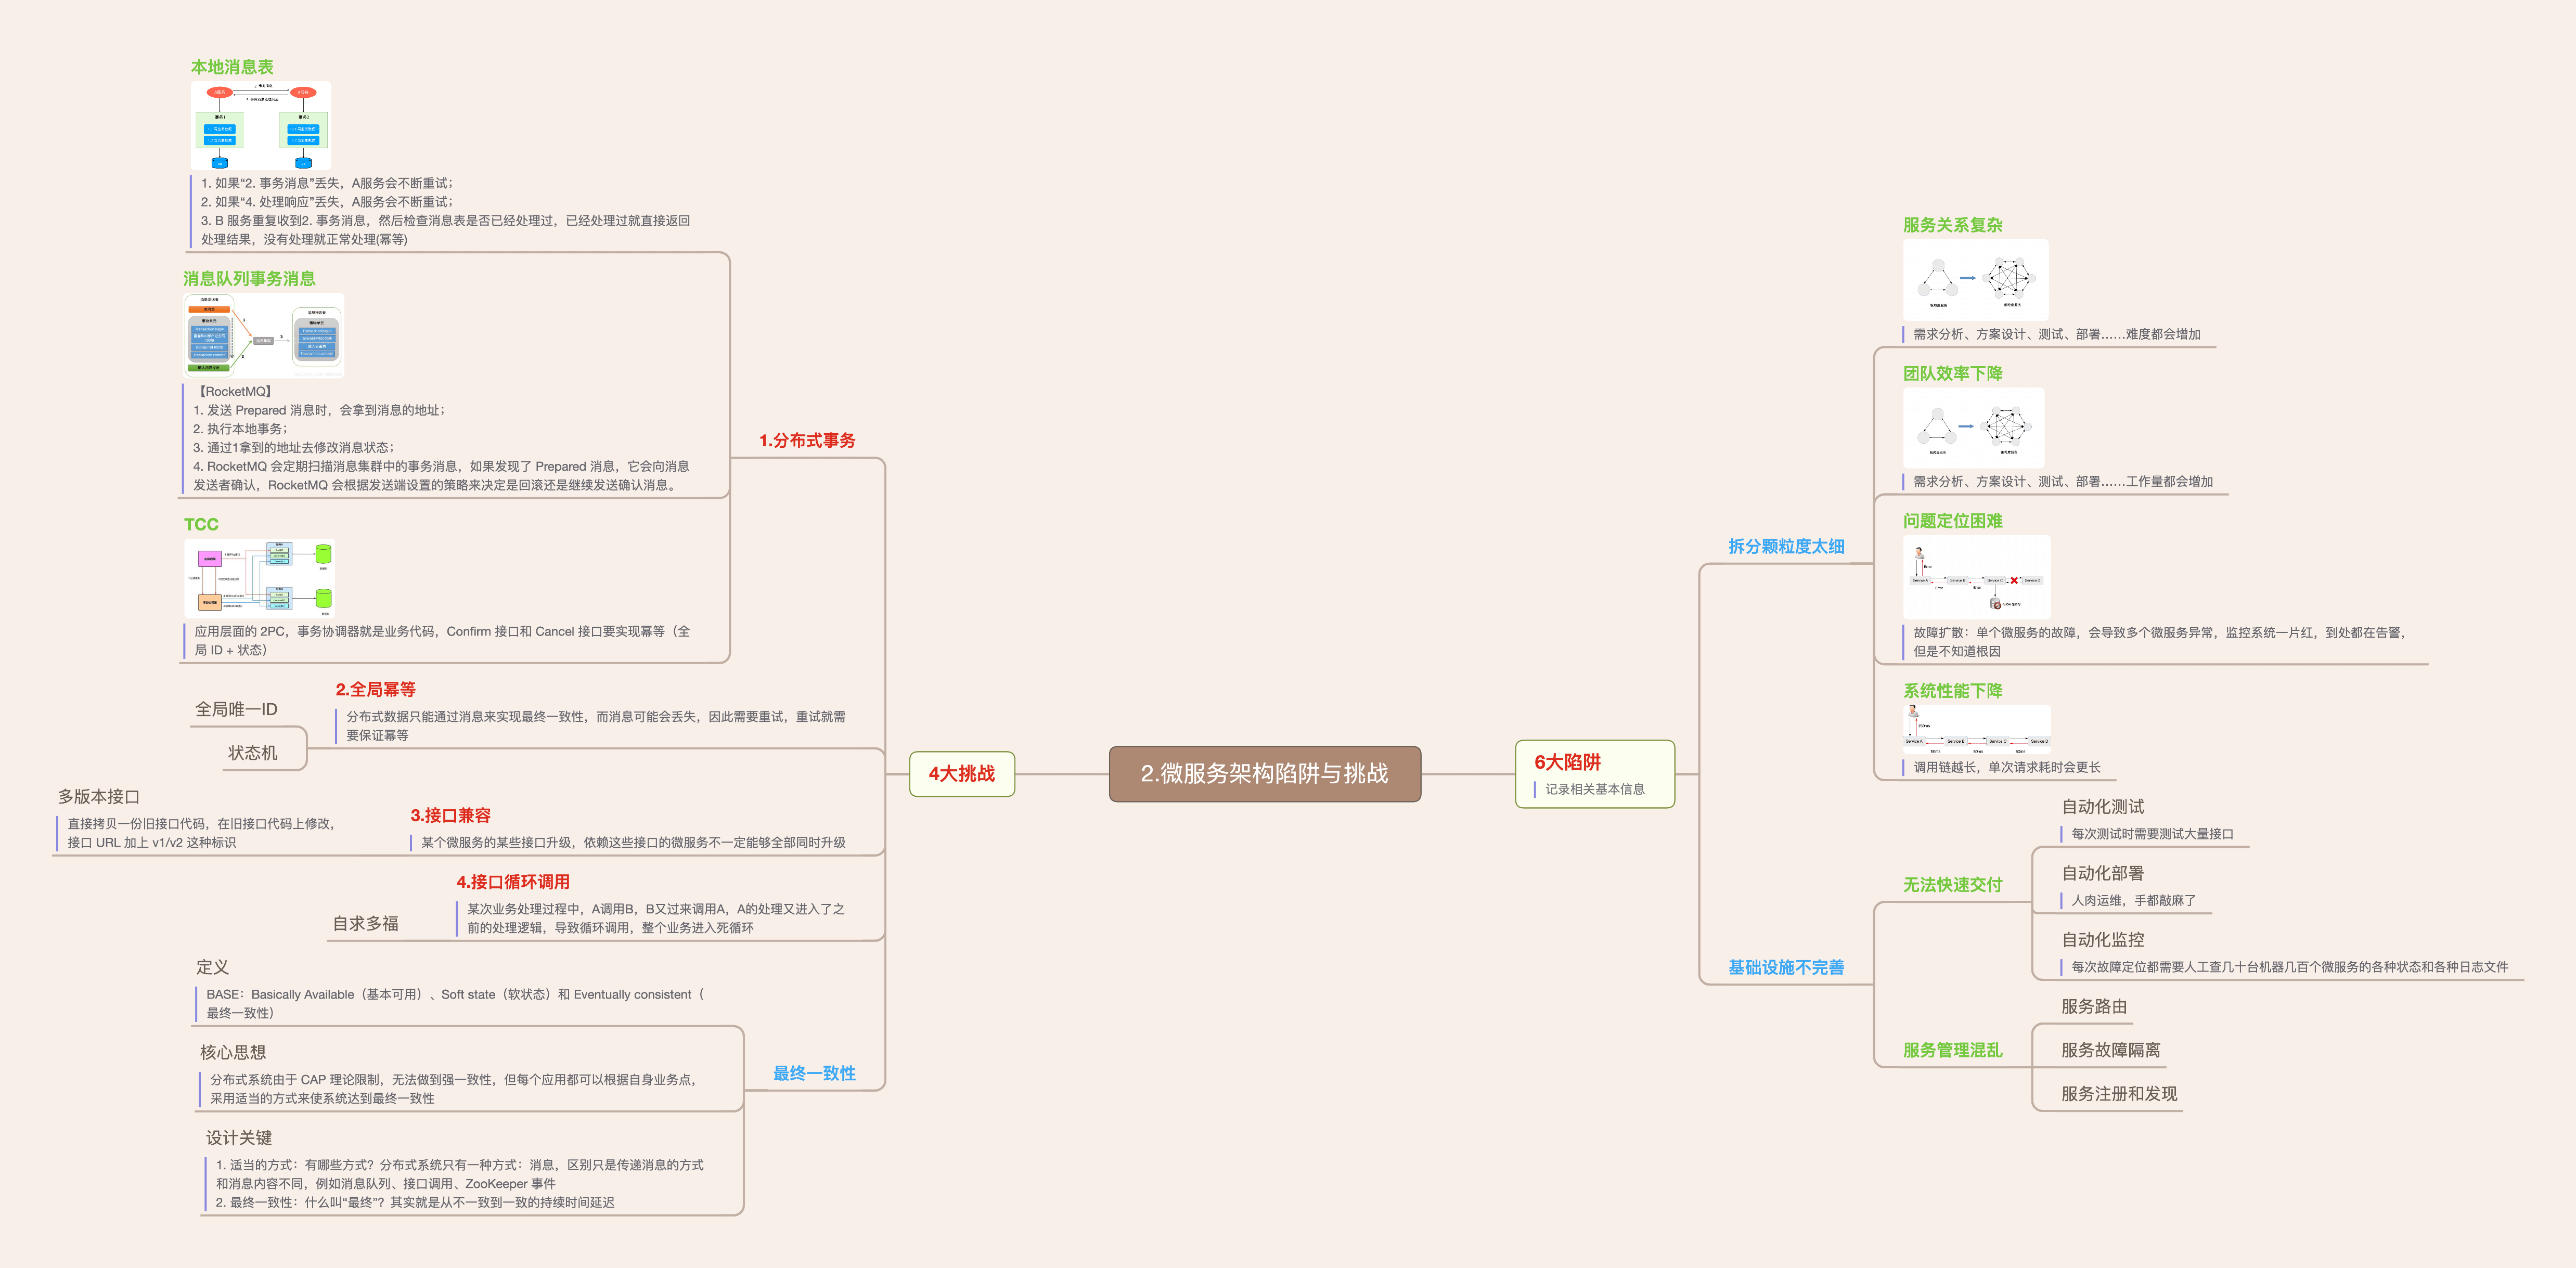 2.微服务架构陷阱与挑战
4大挑战
1.分布式事务
本地消息表
1. 如果“2. 事务消息”丢失，A服务会不断重试；
2. 如果“4. 处理响应”丢失，A服务会不断重试；
3. B 服务重复收到2. 事务消息，然后检查消息表是否已经处理过，已经处理过就直接返回
处理结果，没有处理就正常处理(幂等)
消息队列事务消息
【RocketMQ】
1. 发送 Prepared 消息时，会拿到消息的地址；
2. 执行本地事务；
3. 通过1拿到的地址去修改消息状态；
4. RocketMQ 会定期扫描消息集群中的事务消息，如果发现了 Prepared 消息，它会向消息
发送者确认，RocketMQ 会根据发送端设置的策略来决定是回滚还是继续发送确认消息。
TCC
应用层面的 2PC，事务协调器就是业务代码，Confirm 接口和 Cancel 接口要实现幂等（全
局 ID + 状态）
2.全局幂等
分布式数据只能通过消息来实现最终一致性，而消息可能会丢失，因此需要重试，重试就需
要保证幂等
全局唯一ID
状态机
3.接口兼容
某个微服务的某些接口升级，依赖这些接口的微服务不一定能够全部同时升级
多版本接口
直接拷贝一份旧接口代码，在旧接口代码上修改，
接口 URL 加上 v1/v2 这种标识
4.接口循环调用
某次业务处理过程中，A调用B，B又过来调用A，A的处理又进入了之
前的处理逻辑，导致循环调用，整个业务进入死循环
自求多福
最终一致性
定义
BASE：Basically Available（基本可用）、Soft state（软状态）和 Eventually consistent（
最终一致性）
核心思想
分布式系统由于 CAP 理论限制，无法做到强一致性，但每个应用都可以根据自身业务点，
采用适当的方式来使系统达到最终一致性
设计关键
1. 适当的方式：有哪些方式？分布式系统只有一种方式：消息，区别只是传递消息的方式
和消息内容不同，例如消息队列、接口调用、ZooKeeper 事件
2. 最终一致性：什么叫“最终”？其实就是从不一致到一致的持续时间延迟
6大陷阱
记录相关基本信息
拆分颗粒度太细
服务关系复杂
需求分析、方案设计、测试、部署……难度都会增加
团队效率下降
需求分析、方案设计、测试、部署……工作量都会增加
问题定位困难
Error
Service A
Service B
Service C
Service D
Error
Error
Slow query
故障扩散：单个微服务的故障，会导致多个微服务异常，监控系统一片红，到处都在告警，
但是不知道根因
系统性能下降
150ms
Service A
Service B
Service C
Service D
50ms
50ms
50ms
调用链越长，单次请求耗时会更长
基础设施不完善
无法快速交付
自动化测试
每次测试时需要测试大量接口
自动化部署
人肉运维，手都敲麻了
自动化监控
每次故障定位都需要人工查几十台机器几百个微服务的各种状态和各种日志文件
服务管理混乱
服务路由
服务故障隔离
服务注册和发现